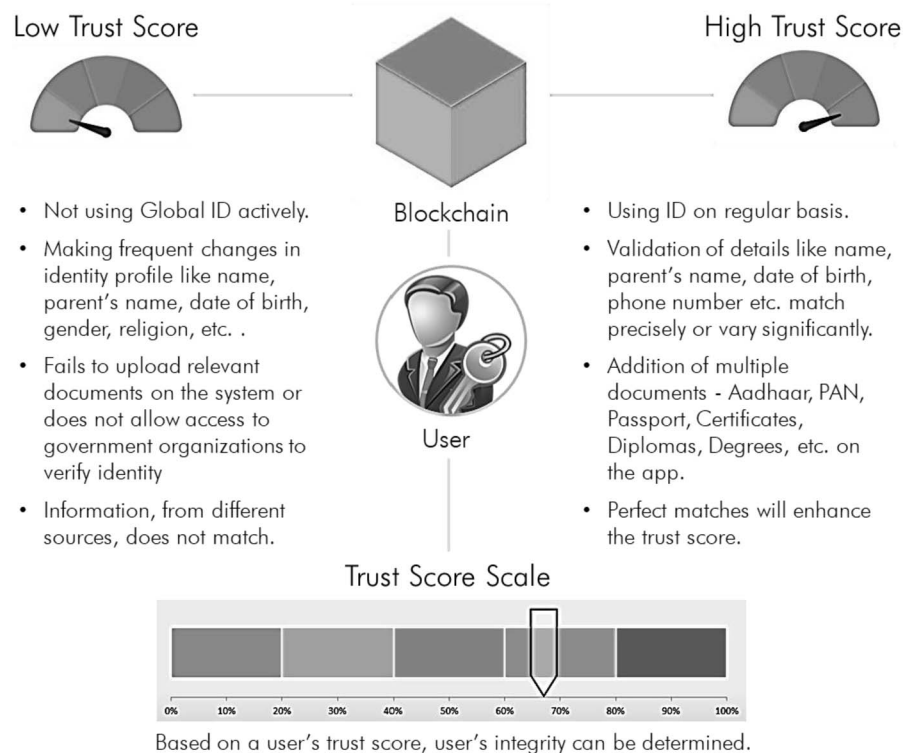 Low Trust Score
High Trust Score
Blockchain
User
• Not using Global ID actively.
• Making frequent changes in
identity profile like name,
parent's name, date of birth,
gender, religion, etc. .
• Fails to upload relevant
documents on the system or
does not allow access to
government organizations to
verify identity
• Information, from different
sources, does not match.
• Using ID on regular basis.
• Validation of details like name,
parent's name, date of birth,
phone number etc. match
precisely or vary significantly.
• Addition of multiple
documents - Aadhaar, PAN,
Passport, Certificates,
Diplomas, Degrees, etc. on
the app.
• Perfect matches will enhance
the trust score.
Trust Score Scale
0% 10% 20% 30% 40% 50% 60% 70% 80% 90% 100%
Based on a user's trust score, user's integrity can be determined.